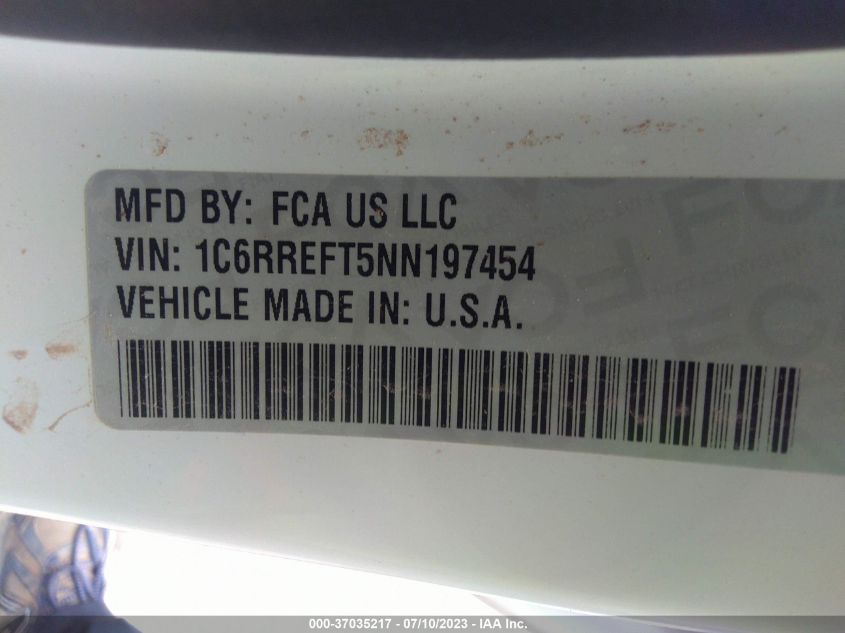 MFD BY: FCA US LLC
VIN: 1C6RREFT5NN197454
VEHICLE MADE IN: U.S.A.
000-37035217 - 07/10/2023 - IAA Inc.